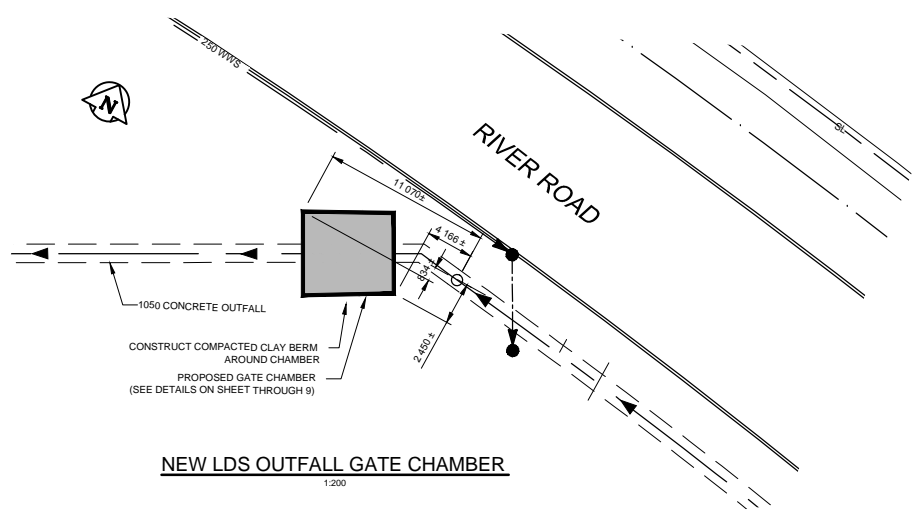 250 WWS
N
RIVER ROAD
SL
11 070±
4 166 ±
834 ±
2 450 ±
1050 CONCRETE OUTFALL
CONSTRUCT COMPACTED CLAY BERM
AROUND CHAMBER
PROPOSED GATE CHAMBER
(SEE DETAILS ON SHEET THROUGH 9)
NEW LDS OUTFALL GATE CHAMBER
1:200